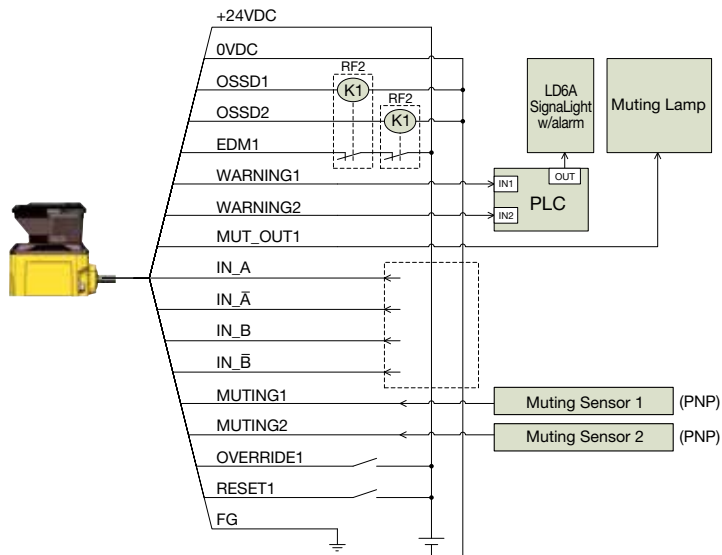 +24VDC
0VDC
OSSD1
OSSD2
EDM1
WARNING1
WARNING2
MUT_OUT1
IN_A
IN_A̅
IN_B
IN_B̅
MUTING1
MUTING2
OVERRIDE1
RESET1
FG
RF2
K1
RF2
K1
LD6A
SignaLight
w/alarm
Muting Lamp
OUT
IN1
IN2
PLC
Muting Sensor 1 (PNP)
Muting Sensor 2 (PNP)